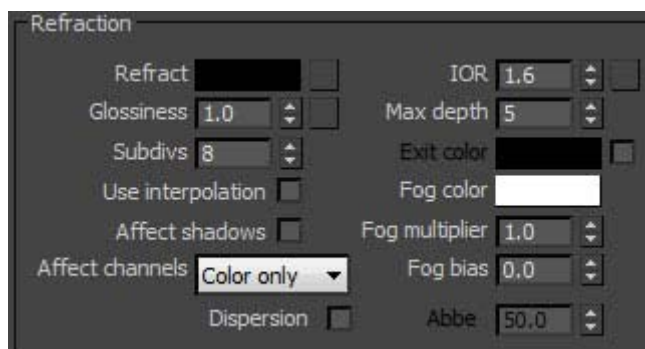 Refraction
Refract IOR 1.6
Glossiness 1.0 Max depth 5
Subdivs 8 Exit color
Use interpolation Fog color
Affect shadows Fog multiplier 1.0
Affect channels Color only Fog bias 0.0
Dispersion Abbe 50.0